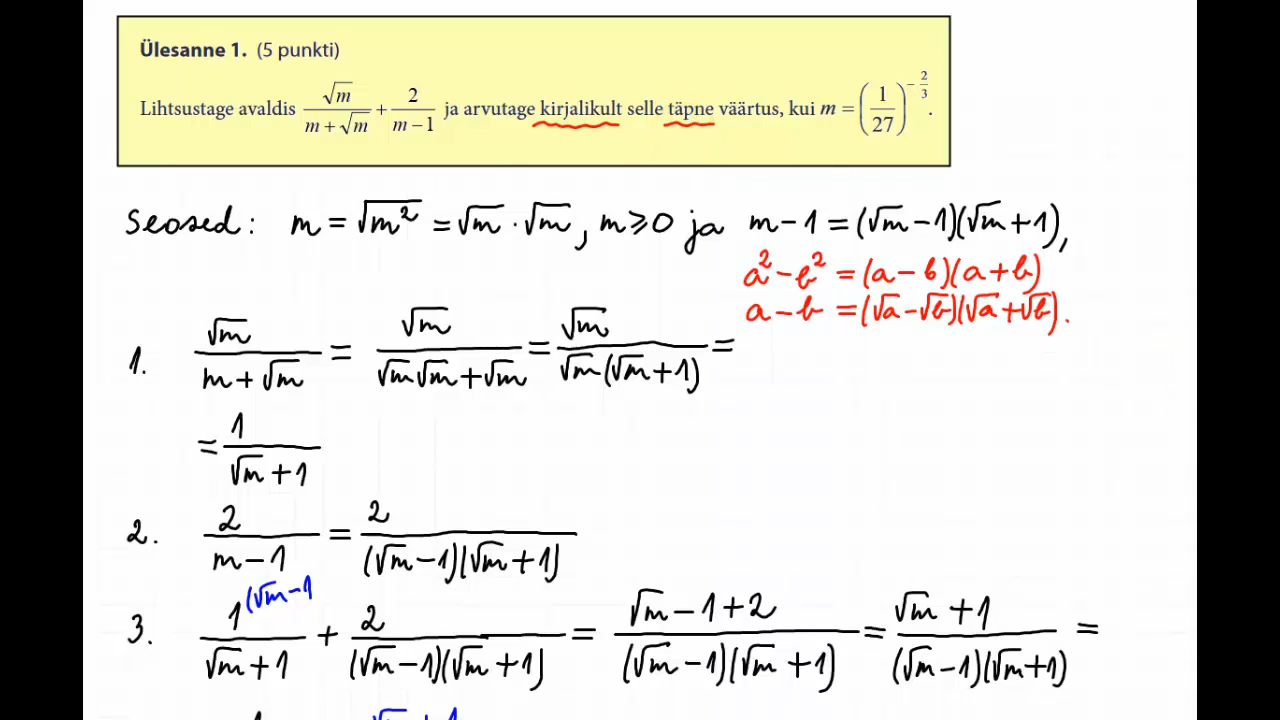 Ülesanne 1. (5 punkti)
Lihtsustage avaldis √m/(m + √m) + 2/(m − 1) ja arvutage kirjalikult selle täpne väärtus, kui m = (1/27)^(−2/3).
Seosed: m = √m² = √m · √m, m ≥ 0 ja m − 1 = (√m − 1)(√m + 1),
a² − b² = (a − b)(a + b)
a − b = (√a − √b)(√a + √b).
1. √m/(m + √m) = √m/(√m√m + √m) = √m/(√m(√m + 1)) =
= 1/(√m + 1)
2. 2/(m − 1) = 2/((√m − 1)(√m + 1))
3. 1^(√m − 1/(√m + 1) + 2/((√m − 1)(√m + 1)) = (√m − 1 + 2)/((√m − 1)(√m + 1)) = (√m + 1)/((√m − 1)(√m + 1)) =